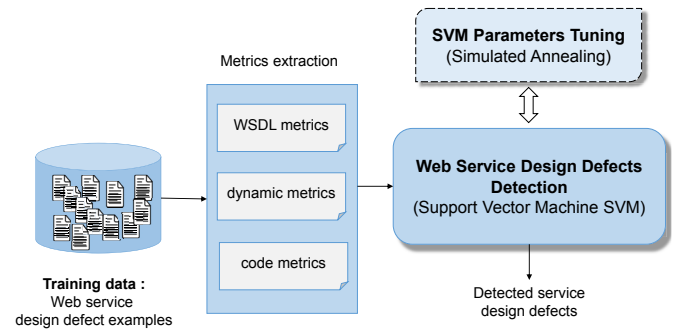 SVM Parameters Tuning
(Simulated Annealing)
Metrics extraction
WSDL metrics
dynamic metrics
code metrics
Web Service Design Defects
Detection
(Support Vector Machine SVM)
Training data :
Web service
design defect examples
Detected service
design defects